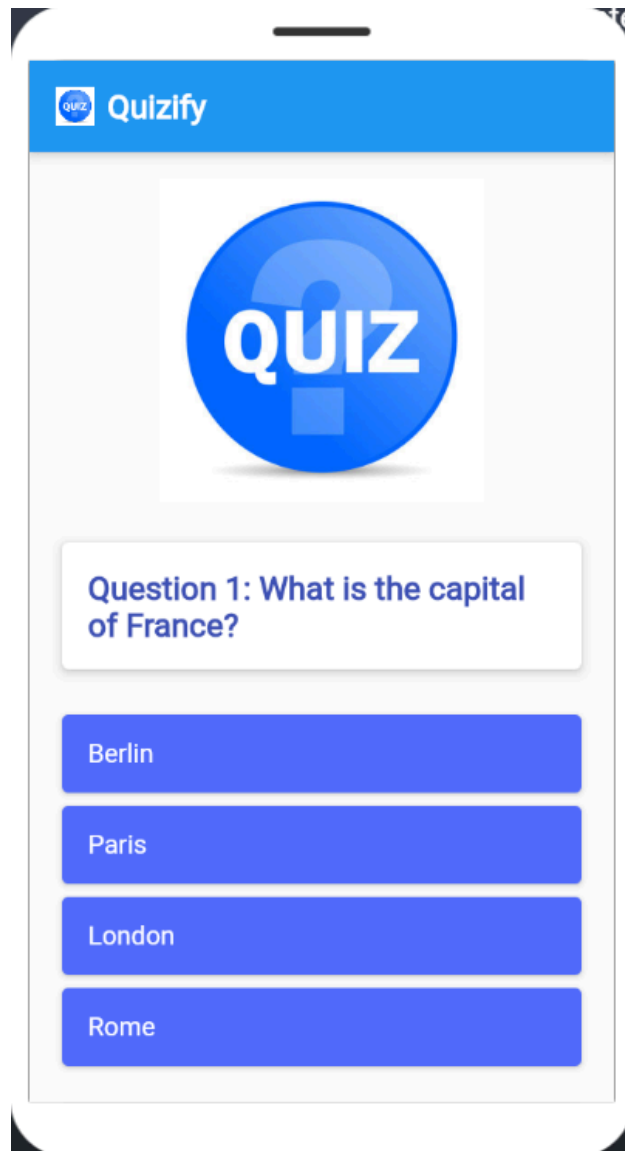 QUIZ Quizify
QUIZ
Question 1: What is the capital
of France?
Berlin
Paris
London
Rome